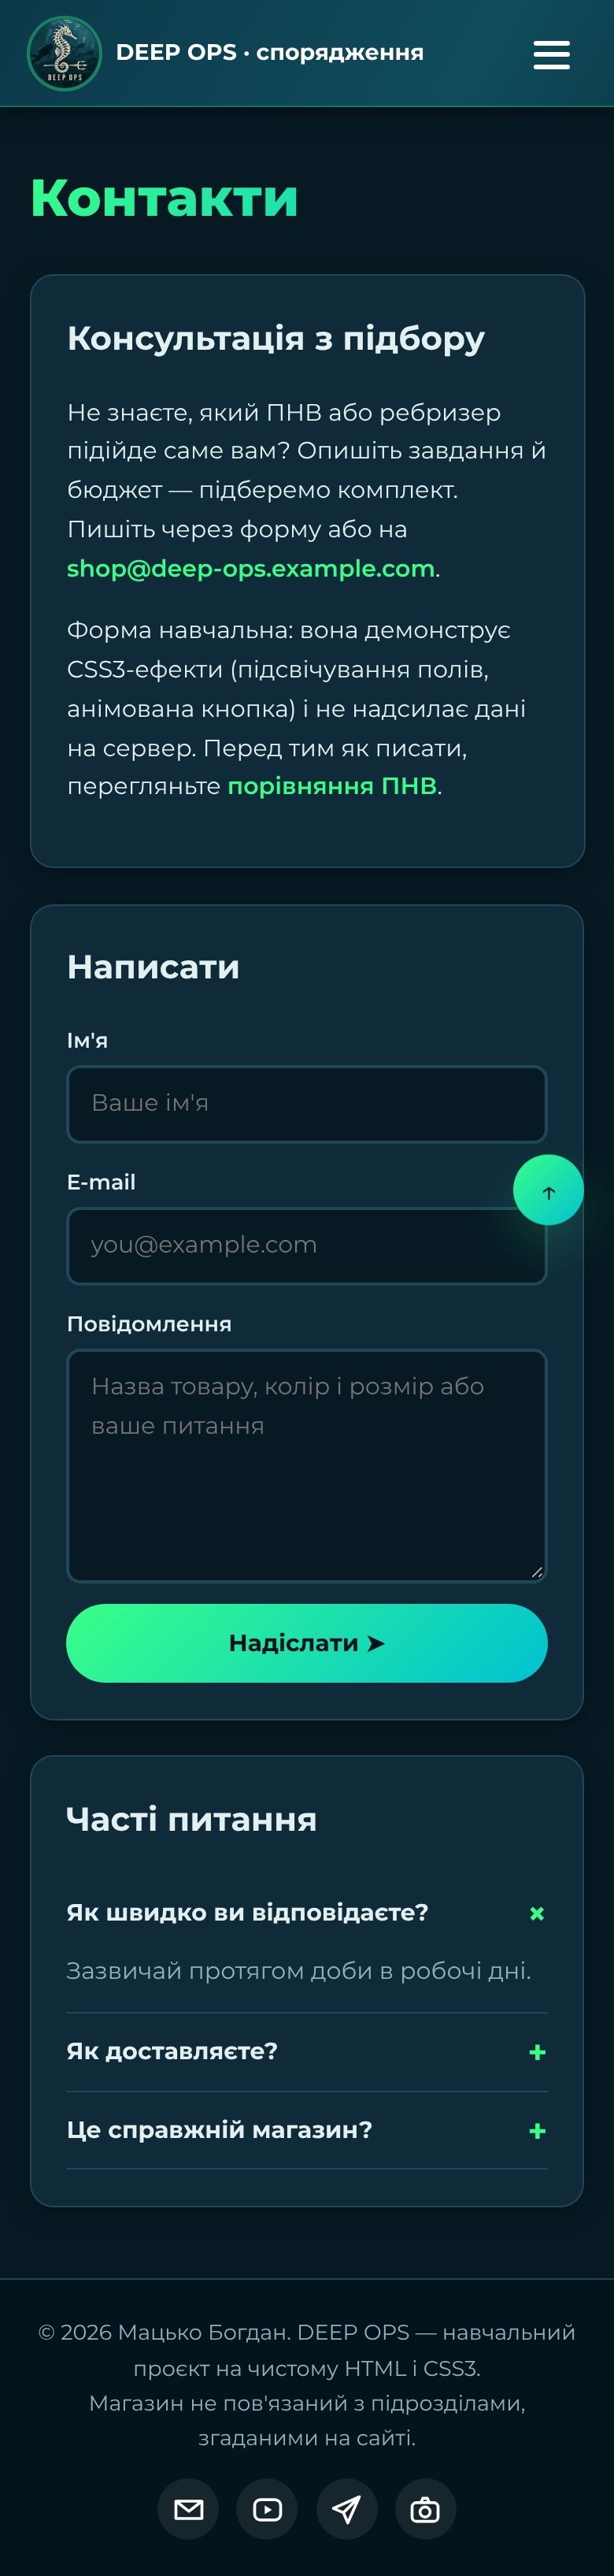 DEEP OPS
DEEP OPS · спорядження
Контакти
Консультація з підбору
Не знаєте, який ПНВ або ребризер
підійде саме вам? Опишіть завдання й
бюджет — підберемо комплект.
Пишіть через форму або на
shop@deep-ops.example.com.
Форма навчальна: вона демонструє
CSS3-ефекти (підсвічування полів,
анімована кнопка) і не надсилає дані
на сервер. Перед тим як писати,
перегляньте порівняння ПНВ.
Написати
Ім'я
Ваше ім'я
E-mail
↑
you@example.com
Повідомлення
Назва товару, колір і розмір або
ваше питання
Надіслати ➤
Часті питання
Як швидко ви відповідаєте? ×
Зазвичай протягом доби в робочі дні.
Як доставляєте? +
Це справжній магазин? +
© 2026 Мацько Богдан. DEEP OPS — навчальний
проєкт на чистому HTML і CSS3.
Магазин не пов'язаний з підрозділами,
згаданими на сайті.